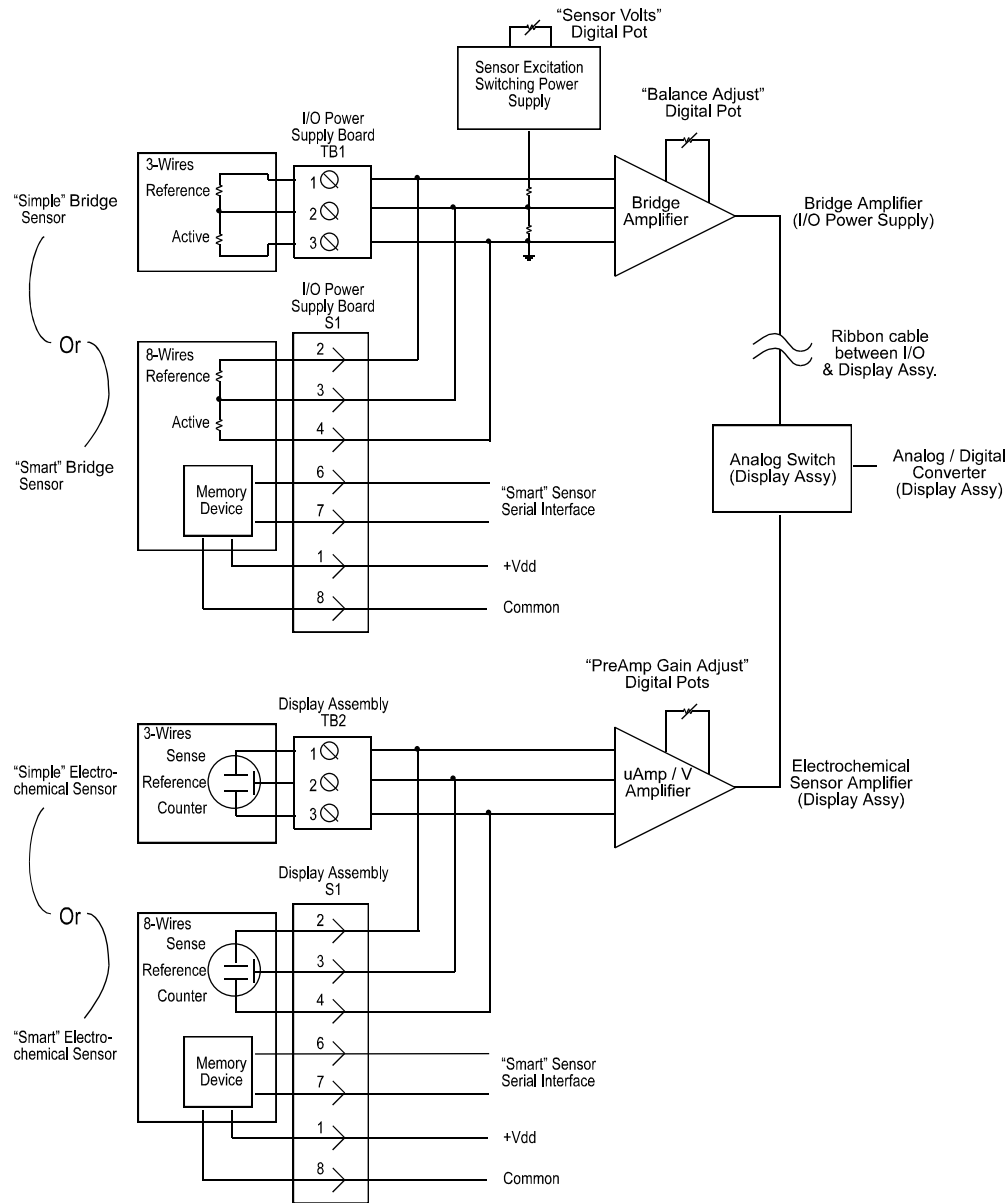 “Sensor Volts”
Digital Pot
Sensor Excitation
Switching Power
Supply
“Balance Adjust”
Digital Pot
I/O Power
Supply Board
TB1
3-Wires
Reference
Active
1
2
3
“Simple” Bridge
Sensor
Bridge
Amplifier
Bridge Amplifier
(I/O Power Supply)
I/O Power
Supply Board
S1
Or
8-Wires
Reference
Active
2
3
4
6
7
1
8
Memory
Device
“Smart” Bridge
Sensor
“Smart” Sensor
Serial Interface
+Vdd
Common
Ribbon cable
between I/O
& Display Assy.
Analog Switch
(Display Assy)
Analog / Digital
Converter
(Display Assy)
“PreAmp Gain Adjust”
Digital Pots
Display Assembly
TB2
3-Wires
Sense
Reference
Counter
1
2
3
“Simple” Electro-
chemical Sensor
uAmp / V
Amplifier
Electrochemical
Sensor Amplifier
(Display Assy)
Display Assembly
S1
Or
8-Wires
Sense
Reference
Counter
2
3
4
6
7
1
8
Memory
Device
“Smart” Electro-
chemical Sensor
“Smart” Sensor
Serial Interface
+Vdd
Common